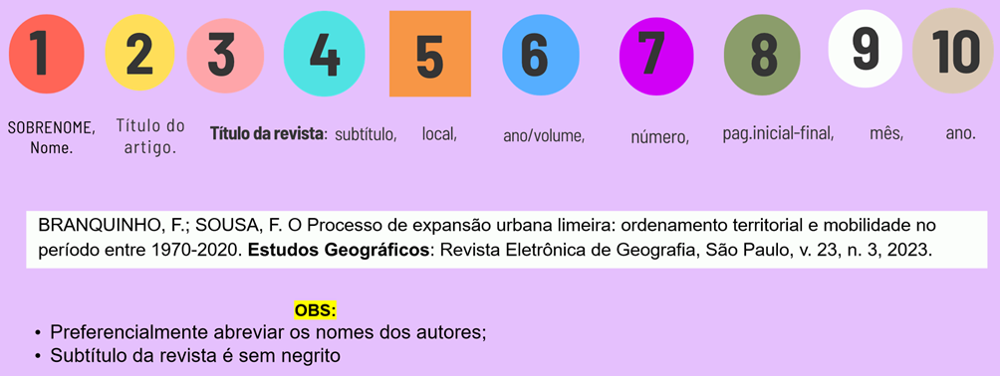 1 2 3 4 5 6 7 8 9 10
SOBRENOME, Nome.
Título do artigo.
Título da revista: subtítulo, local, ano/volume, número, pag.inicial-final, mês, ano.
BRANQUINHO, F.; SOUSA, F. O Processo de expansão urbana limeira: ordenamento territorial e mobilidade no
período entre 1970-2020. Estudos Geográficos: Revista Eletrônica de Geografia, São Paulo, v. 23, n. 3, 2023.
OBS:
• Preferencialmente abreviar os nomes dos autores;
• Subtítulo da revista é sem negrito